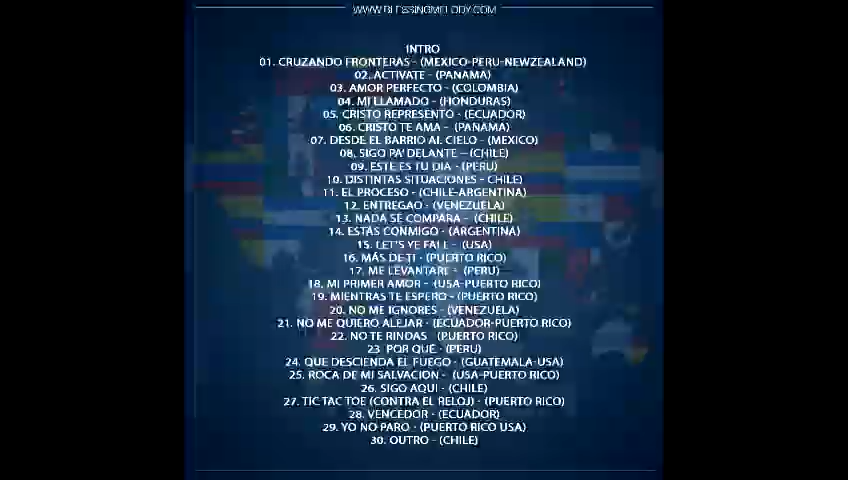 WWW.BLESSINGMELODY.COM
INTRO
01. CRUZANDO FRONTERAS - (MEXICO-PERU-NEWZEALAND)
02. ACTIVATE - (PANAMA)
03. AMOR PERFECTO - (COLOMBIA)
04. MI LLAMADO - (HONDURAS)
05. CRISTO REPRESENTO - (ECUADOR)
06. CRISTO TE AMA - (PANAMA)
07. DESDE EL BARRIO AL CIELO - (MEXICO)
08. SIGO PA' DELANTE - (CHILE)
09. ESTE ES TU DIA - (PERU)
10. DISTINTAS SITUACIONES - CHILE)
11. EL PROCESO - (CHILE-ARGENTINA)
12. ENTREGAO - (VENEZUELA)
13. NADA SE COMPARA - (CHILE)
14. ESTAS CONMIGO - (ARGENTINA)
15. LET'S YE FALL - (USA)
16. MÁS DE TI - (PUERTO RICO)
17. ME LEVANTARE - (PERU)
18. MI PRIMER AMOR - (USA-PUERTO RICO)
19. MIENTRAS TE ESPERO - (PUERTO RICO)
20. NO ME IGNORES - (VENEZUELA)
21. NO ME QUIERO ALEJAR - (ECUADOR-PUERTO RICO)
22. NO TE RINDAS (PUERTO RICO)
23 POR QUÉ - (PERU)
24. QUE DESCIENDA EL FUEGO - (GUATEMALA-USA)
25. ROCA DE MI SALVACION - (USA-PUERTO RICO)
26. SIGO AQUI - (CHILE)
27. TIC TAC TOE (CONTRA EL RELOJ) - (PUERTO RICO)
28. VENCEDOR - (ECUADOR)
29. YO NO PARO - (PUERTO RICO USA)
30. OUTRO - (CHILE)